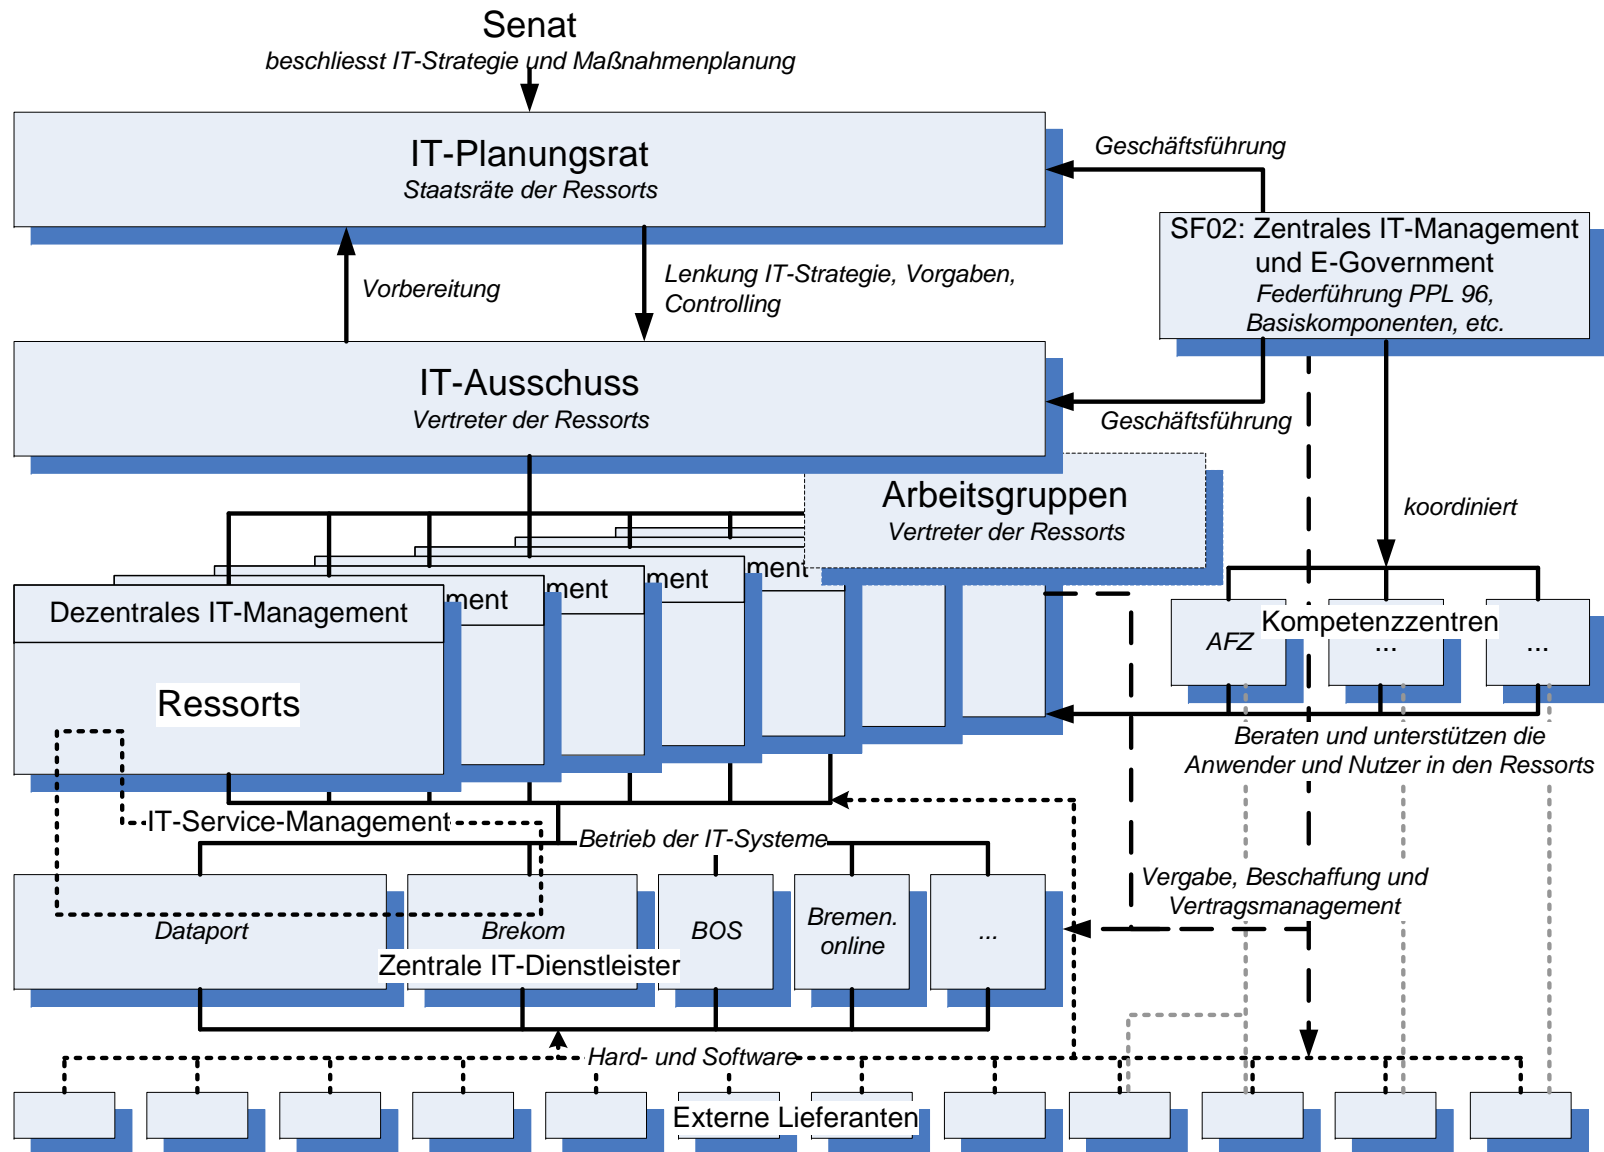 Senat
beschliesst IT-Strategie und Maßnahmenplanung
IT-Planungsrat
Staatsräte der Ressorts
Geschäftsführung
SF02: Zentrales IT-Management
und E-Government
Federführung PPL 96,
Basiskomponenten, etc.
Vorbereitung
Lenkung IT-Strategie, Vorgaben,
Controlling
IT-Ausschuss
Vertreter der Ressorts
Geschäftsführung
Arbeitsgruppen
Vertreter der Ressorts
koordiniert
Dezentrales IT-Management
ment
ment
ment
ment
Ressorts
Kompetenzzentren
AFZ
...
...
Beraten und unterstützen die
Anwender und Nutzer in den Ressorts
IT-Service-Management
Betrieb der IT-Systeme
Vergabe, Beschaffung und
Vertragsmanagement
Dataport
Brekom
BOS
Bremen.
online
...
Zentrale IT-Dienstleister
Hard- und Software
Externe Lieferanten